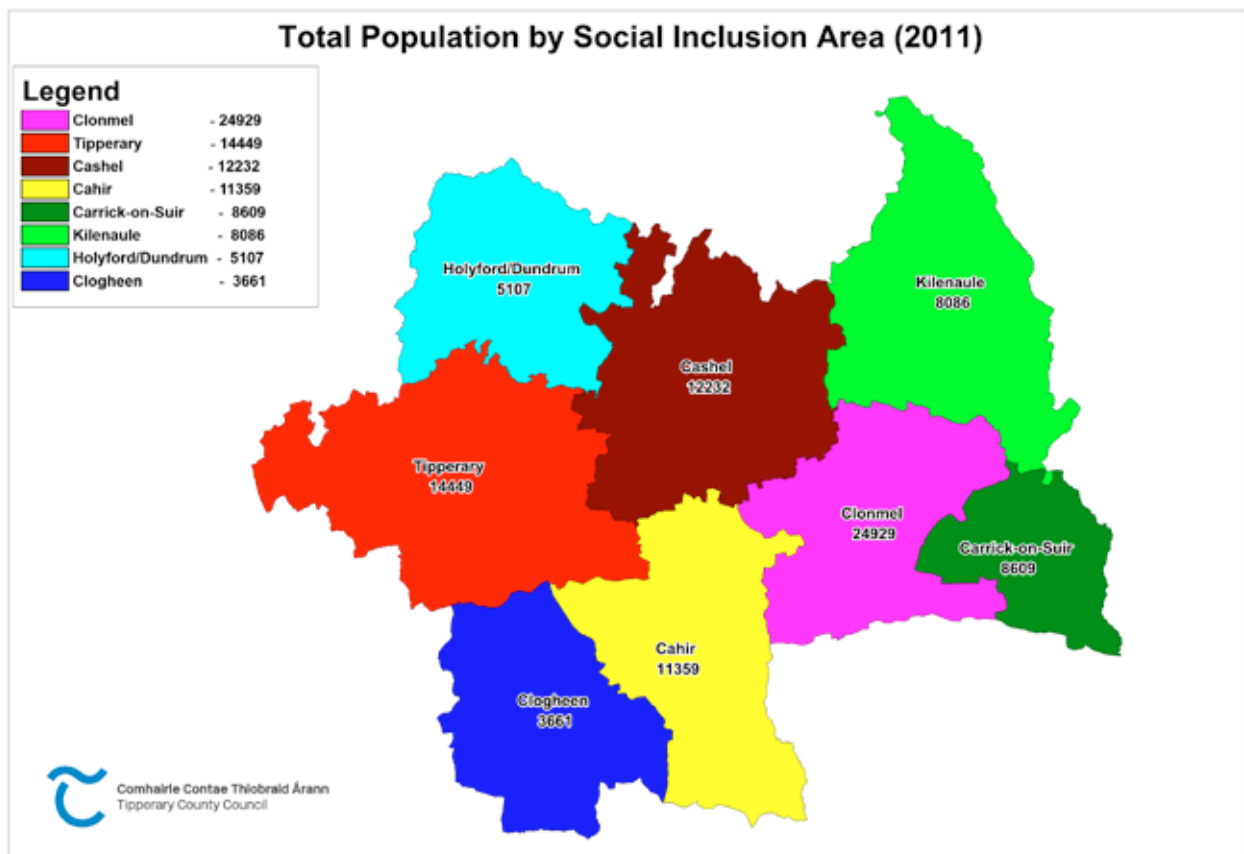 Total Population by Social Inclusion Area (2011)
Legend
Clonmel - 24929
Tipperary - 14449
Cashel - 12232
Cahir - 11359
Carrick-on-Suir - 8609
Kilenaule - 8086
Holyford/Dundrum - 5107
Clogheen - 3661
Holyford/Dundrum
5107
Kilenaule
8086
Cashel
12232
Tipperary
14449
Clonmel
24929
Carrick-on-Suir
8609
Cahir
11359
Clogheen
3661
Comhairle Contae Thiobraid Árann
Tipperary County Council